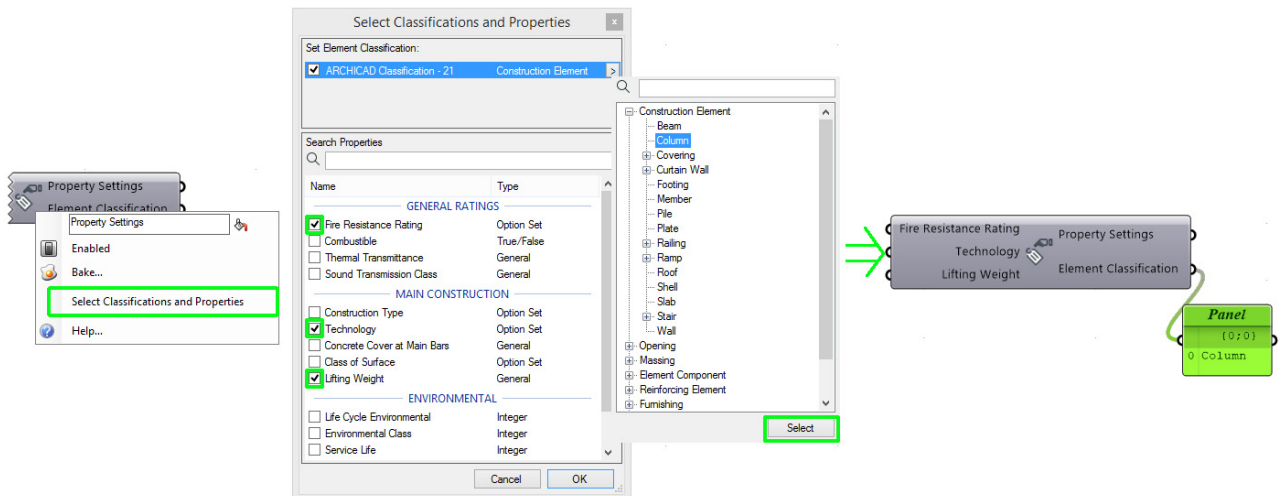 Property Settings
Element Classification
Property Settings
Enabled
Bake...
Select Classifications and Properties
Help...
Select Classifications and Properties
x
Set Element Classification:
ARCHICAD Classification - 21 Construction Element >
Search Properties
Name Type
GENERAL RATINGS
Fire Resistance Rating Option Set
Combustible True/False
Thermal Transmittance General
Sound Transmission Class General
MAIN CONSTRUCTION
Construction Type Option Set
Technology Option Set
Concrete Cover at Main Bars General
Class of Surface Option Set
Lifting Weight General
ENVIRONMENTAL
Life Cycle Environmental Integer
Environmental Class Integer
Service Life Integer
Cancel OK
Construction Element
Beam
Column
Covering
Curtain Wall
Footing
Member
Pile
Plate
Railing
Ramp
Roof
Shell
Slab
Stair
Wall
Opening
Massing
Element Component
Reinforcing Element
Furnishing
Select
Fire Resistance Rating
Technology
Lifting Weight
Property Settings
Element Classification
Panel
{0;0}
0 Column